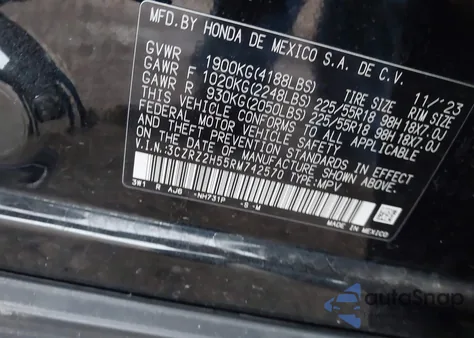 MFD. BY HONDA DE MEXICO S.A. DE C.V. 11/'23
GVWR 1900KG(4188LBS) TIRE SIZE RIM SIZE
GAWR F 1020KG(2248LBS) 225/55R18 98H 18X7.0J
GAWR R 930KG(2050LBS) 225/55R18 98H 18X7.0J
THIS VEHICLE CONFORMS TO ALL APPLICABLE
FEDERAL MOTOR VEHICLE SAFETY AND THEFT
PREVENTION STANDARDS IN EFFECT ON
THE DATE OF MANUFACTURE SHOWN ABOVE.
V.I.N.:3CZRZ2H55RM742570 TYPE:MPV
3W1 R AJB -NH731P -B -M
MADE IN MEXICO
autoSnap